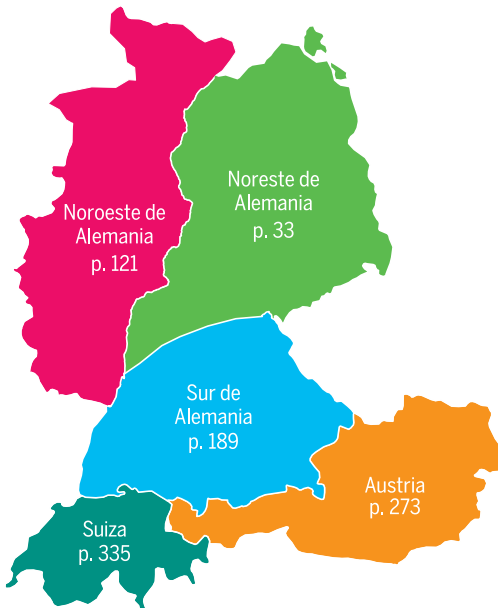 Noroeste de
Alemania
p. 121
Noreste de
Alemania
p. 33
Sur de
Alemania
p. 189
Austria
p. 273
Suiza
p. 335